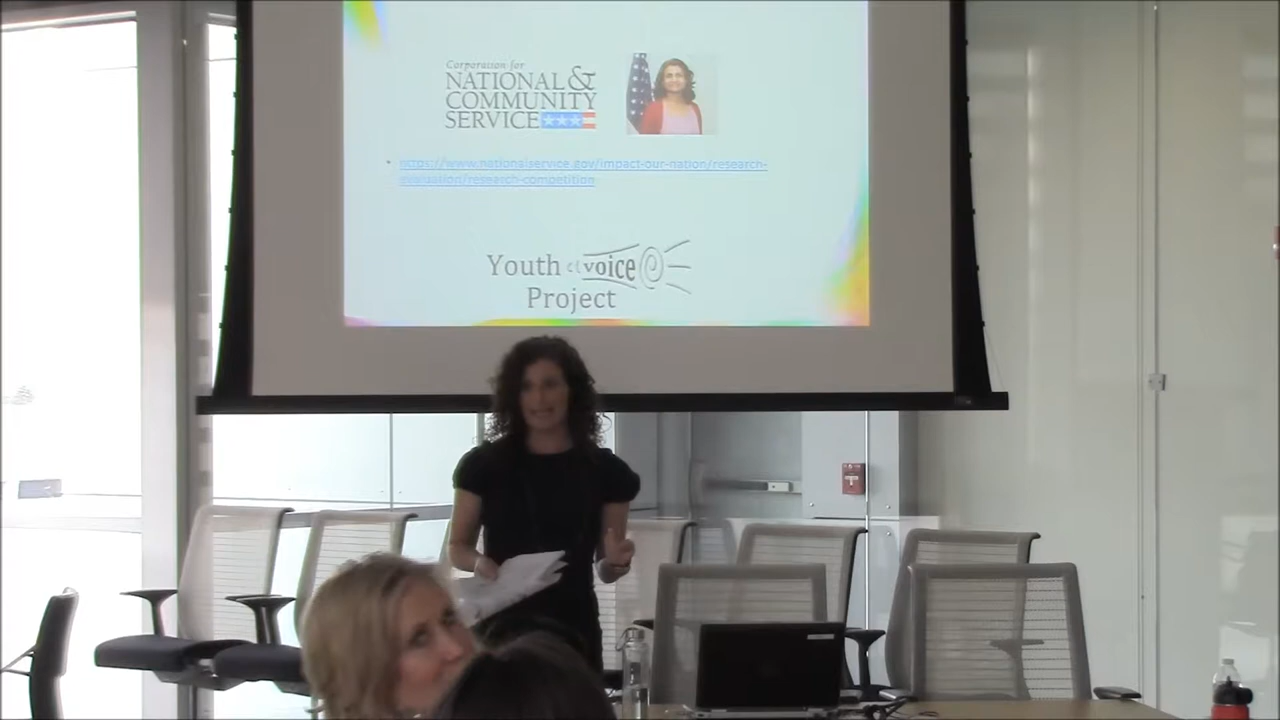 Corporation for
NATIONAL &
COMMUNITY
SERVICE
https://www.nationalservice.gov/impact-our-nation/research-
evaluation/research-competition
Youth voice
Project